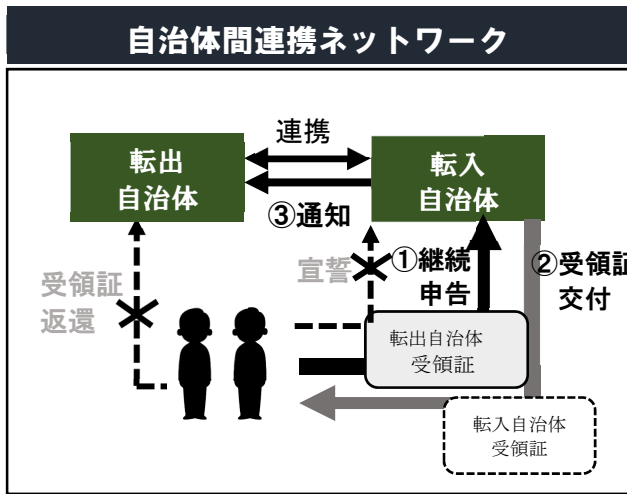 自治体間連携ネットワーク
連携
転出
自治体
転入
自治体
③通知
宣誓
①継続
申告
②受領証
交付
受領証
返還
転出自治体
受領証
転入自治体
受領証